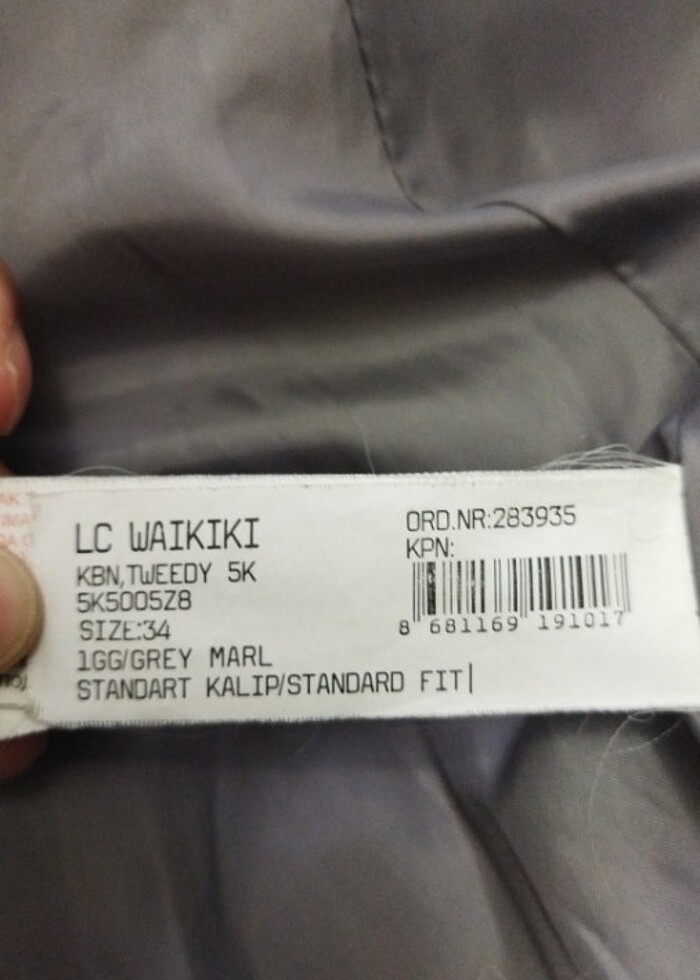 LC WAIKIKI
KBN,TWEEDY 5K
5K5005Z8
SIZE:34
1GG/GREY MARL
STANDART KALIP/STANDARD FIT
ORD.NR:283935
KPN:
8 681169 191017